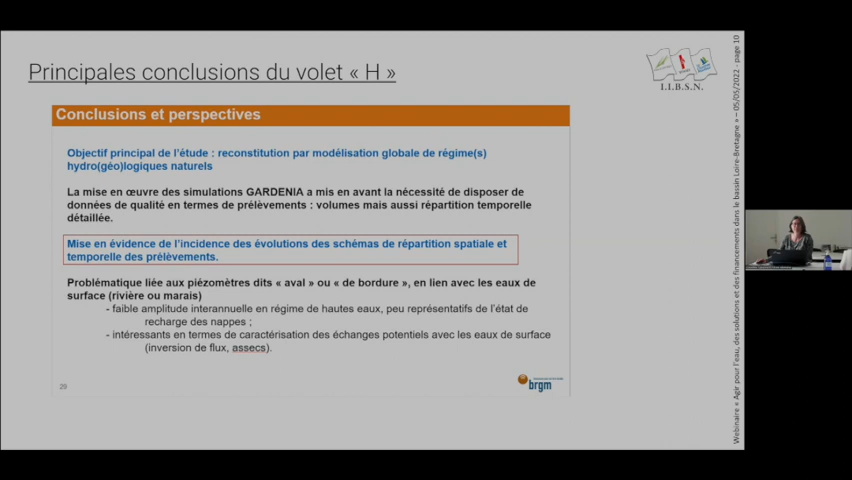 Principales conclusions du volet « H »
I.I.B.S.N.
Conclusions et perspectives
Objectif principal de l'étude : reconstitution par modélisation globale de régime(s)
hydro(géo)logiques naturels
La mise en œuvre des simulations GARDENIA a mis en avant la nécessité de disposer de
données de qualité en termes de prélèvements : volumes mais aussi répartition temporelle
détaillée.
Mise en évidence de l'incidence des évolutions des schémas de répartition spatiale et
temporelle des prélèvements.
Problématique liée aux piézomètres dits « aval » ou « de bordure », en lien avec les eaux de
surface (rivière ou marais)
- faible amplitude interannuelle en régime de hautes eaux, peu représentifs de l'état de
recharge des nappes ;
- intéressants en termes de caractérisation des échanges potentiels avec les eaux de surface
(inversion de flux, assecs).
29
brgm
Webinaire « Agir pour l'eau, des solutions et des financements dans le bassin Loire-Bretagne » – 05/05/2022 - page 10